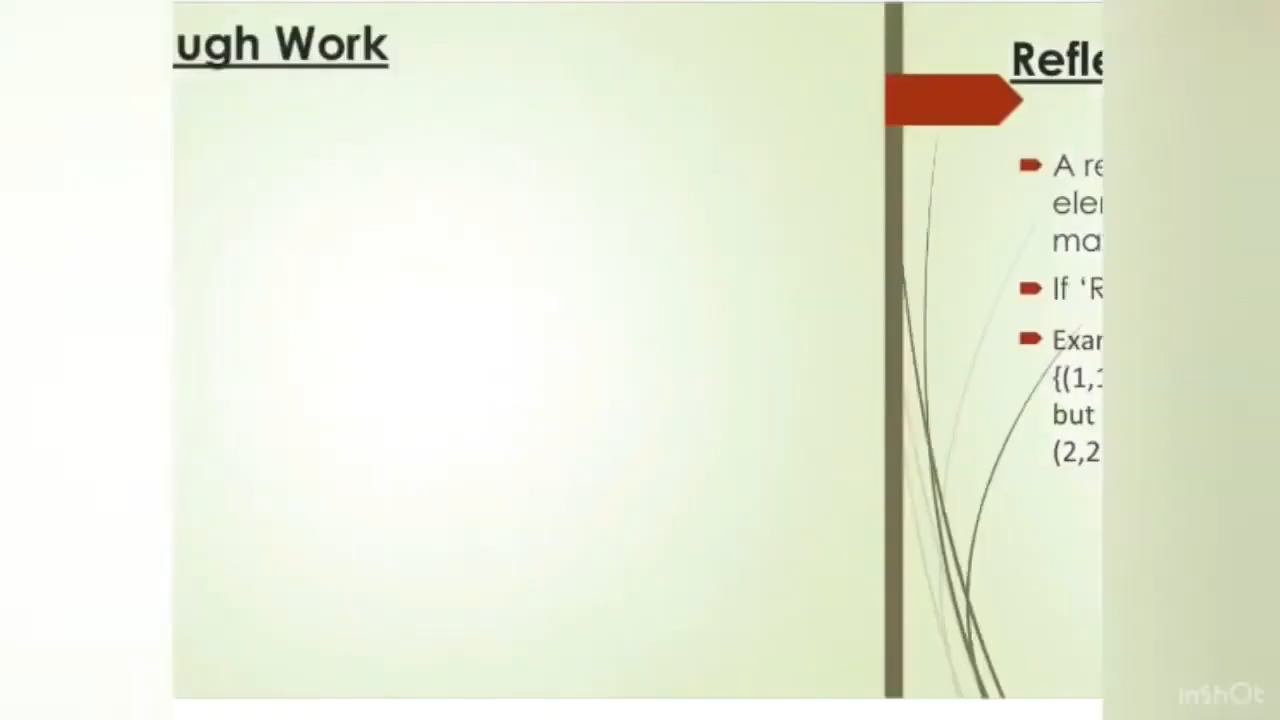 ugh Work
Refle
A re
eler
ma
If ‘R
Exar
{(1,1
but
(2,2
InShOt